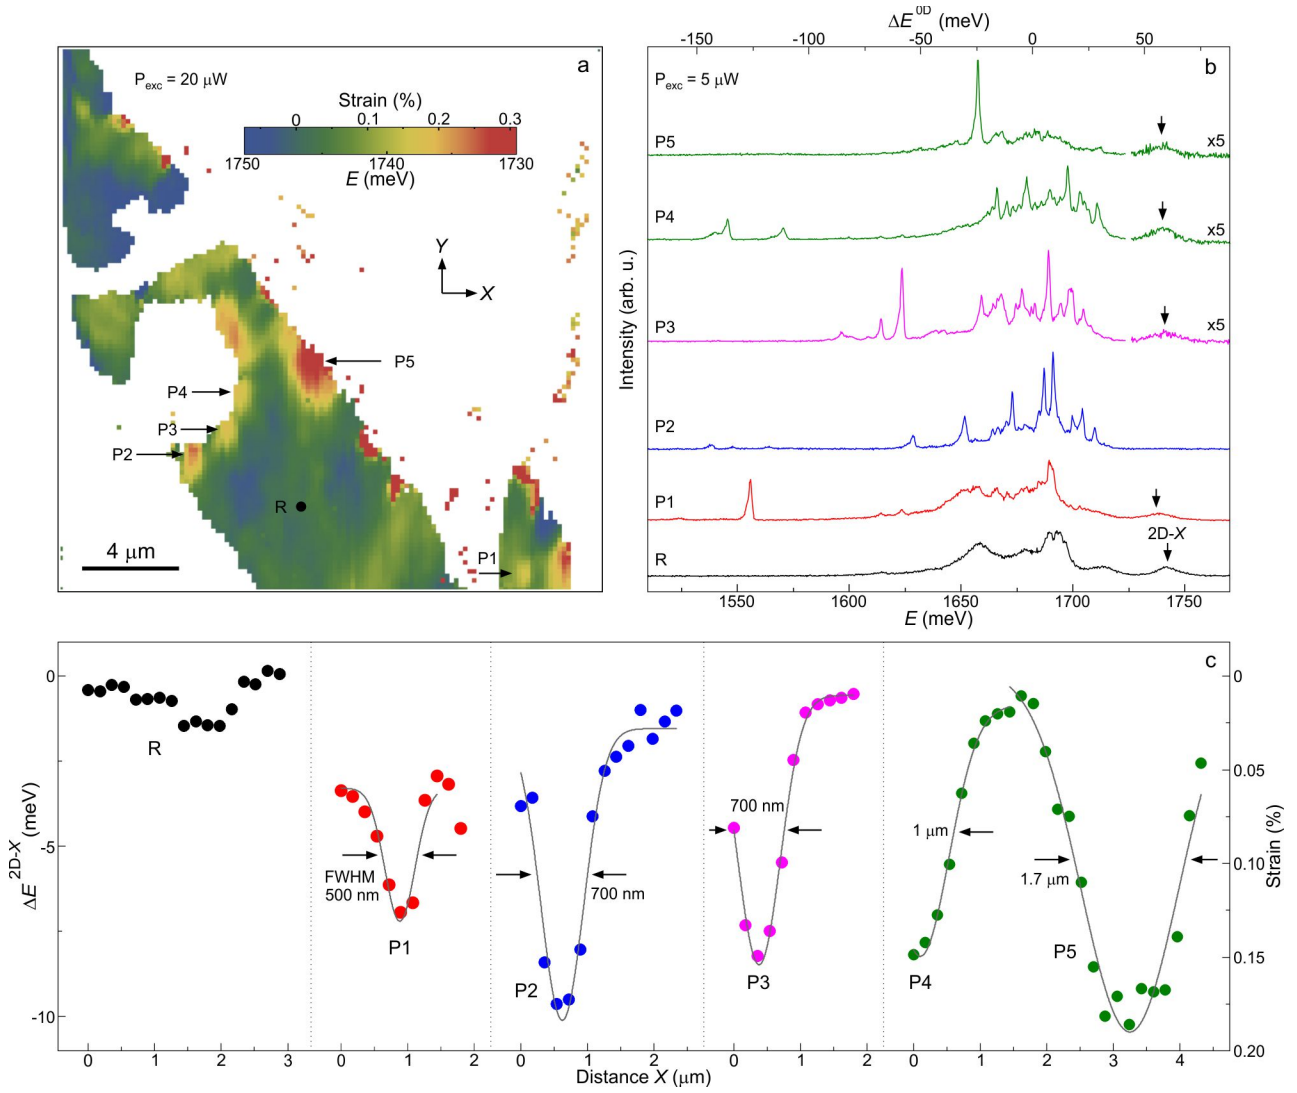 a
P_exc = 20 μW
Strain (%)
0 0.1 0.2 0.3
1750 1740 1730
E (meV)
Y
X
P5
P4
P3
P2
R
P1
4 μm
ΔE^0D (meV)
-150 -100 -50 0 50
b
P_exc = 5 μW
P5 x5
P4 x5
P3 x5
P2
P1
2D-X
R
Intensity (arb. u.)
1550 1600 1650 1700 1750
E (meV)
c
0 -5 -10
ΔE^2D-X (meV)
R
FWHM
500 nm
P1
P2
700 nm
700 nm
P3
1 μm
P4
1.7 μm
P5
0 0.05 0.10 0.15 0.20
Strain (%)
0 1 2 3 0 1 2 0 1 2 0 1 2 0 1 2 3 4
Distance X (μm)